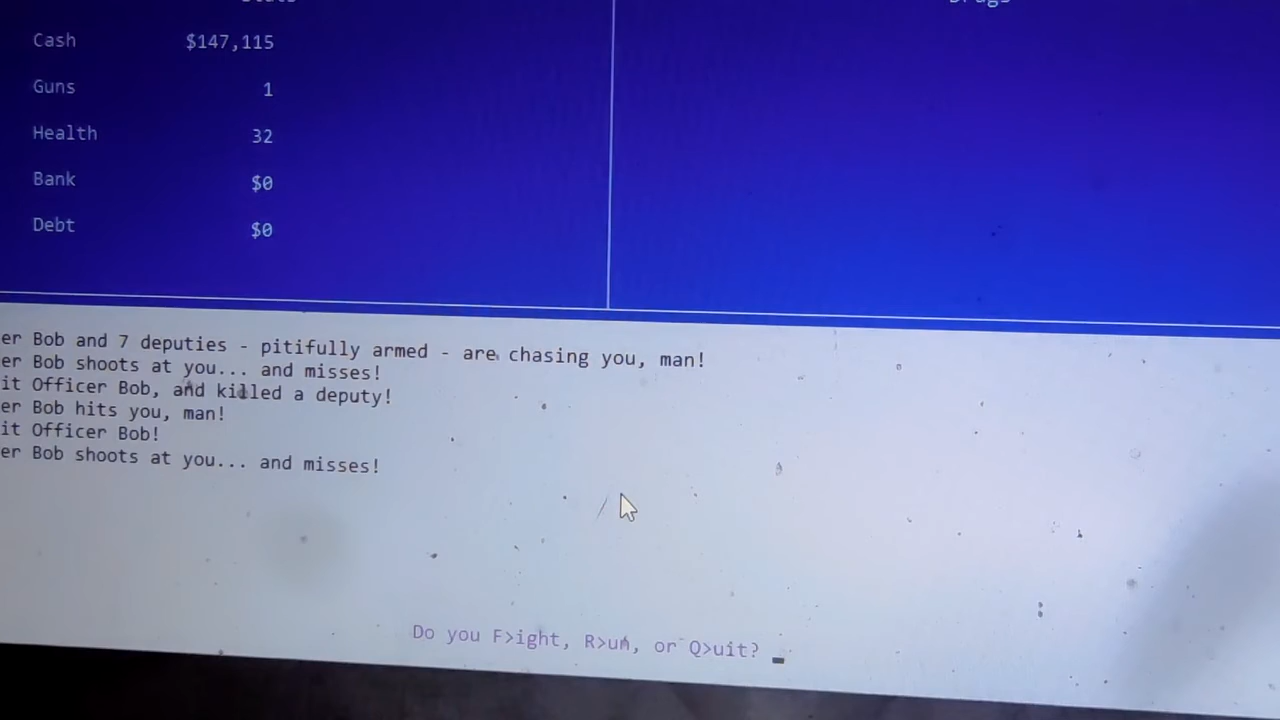 Cash $147,115
Guns 1
Health 32
Bank $0
Debt $0
er Bob and 7 deputies - pitifully armed - are chasing you, man!
er Bob shoots at you... and misses!
it Officer Bob, and killed a deputy!
er Bob hits you, man!
it Officer Bob!
er Bob shoots at you... and misses!
Do you F>ight, R>un, or Q>uit?